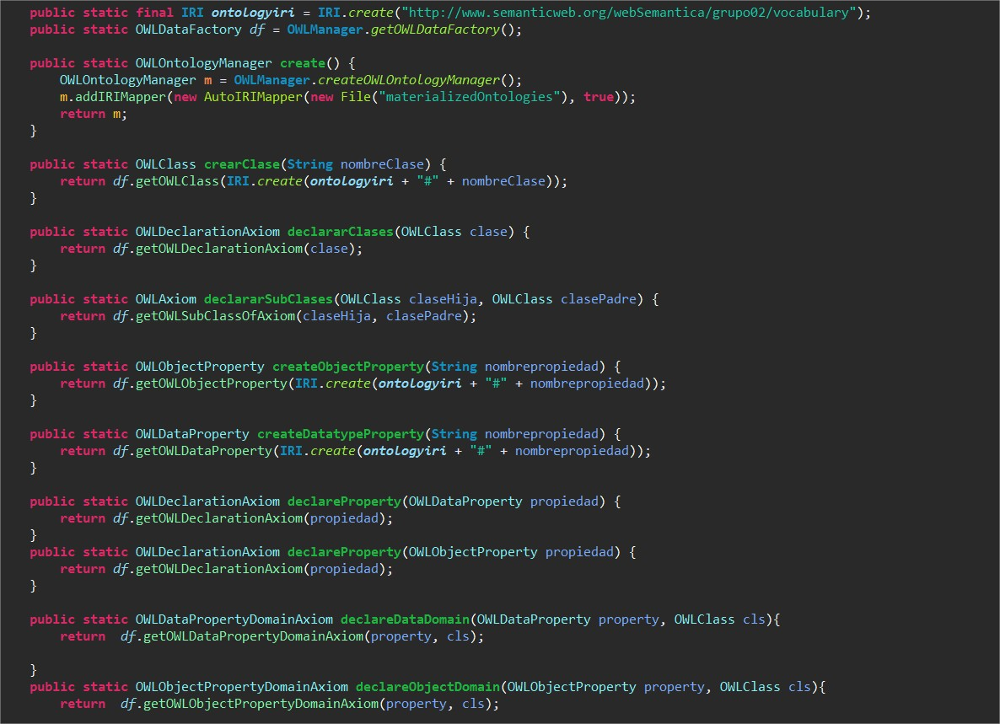 public static final IRI ontologyiri = IRI.create("http://www.semanticweb.org/webSemantica/grupo02/vocabulary");
public static OWLDataFactory df = OWLManager.getOWLDataFactory();
public static OWLOntologyManager create() {
OWLOntologyManager m = OWLManager.createOWLOntologyManager();
m.addIRIMapper(new AutoIRIMapper(new File("materializedOntologies"), true));
return m;
}
public static OWLClass crearClase(String nombreClase) {
return df.getOWLClass(IRI.create(ontologyiri + "#" + nombreClase));
}
public static OWLDeclarationAxiom declararClases(OWLClass clase) {
return df.getOWLDeclarationAxiom(clase);
}
public static OWLAxiom declararSubClases(OWLClass claseHija, OWLClass clasePadre) {
return df.getOWLSubClassOfAxiom(claseHija, clasePadre);
}
public static OWLObjectProperty createObjectProperty(String nombrepropiedad) {
return df.getOWLObjectProperty(IRI.create(ontologyiri + "#" + nombrepropiedad));
}
public static OWLDataProperty createDatatypeProperty(String nombrepropiedad) {
return df.getOWLDataProperty(IRI.create(ontologyiri + "#" + nombrepropiedad));
}
public static OWLDeclarationAxiom declareProperty(OWLDataProperty propiedad) {
return df.getOWLDeclarationAxiom(propiedad);
}
public static OWLDeclarationAxiom declareProperty(OWLObjectProperty propiedad) {
return df.getOWLDeclarationAxiom(propiedad);
}
public static OWLDataPropertyDomainAxiom declareDataDomain(OWLDataProperty property, OWLClass cls){
return  df.getOWLDataPropertyDomainAxiom(property, cls);
}
public static OWLObjectPropertyDomainAxiom declareObjectDomain(OWLObjectProperty property, OWLClass cls){
return  df.getOWLObjectPropertyDomainAxiom(property, cls);